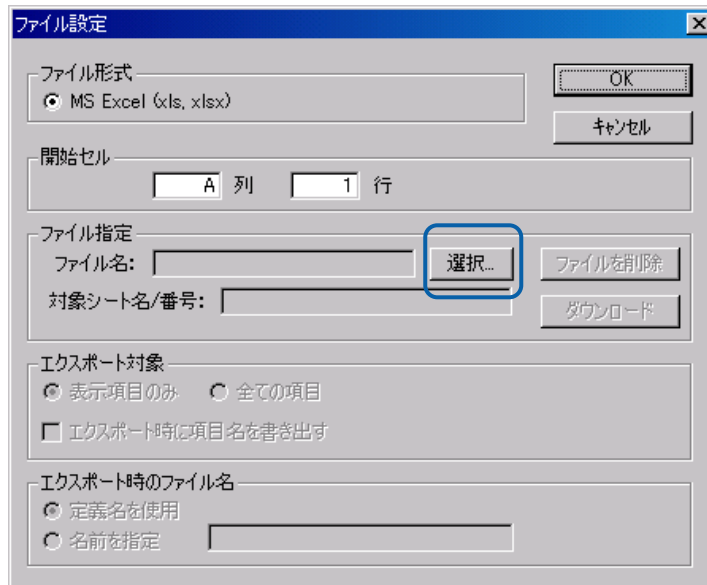 ファイル設定
ファイル形式
MS Excel (xls, xlsx)
OK
キャンセル
開始セル
A 列 1 行
ファイル指定
ファイル名: 選択... ファイルを削除
対象シート名/番号: ダウンロード
エクスポート対象
表示項目のみ 全ての項目
エクスポート時に項目名を書き出す
エクスポート時のファイル名
定義名を使用
名前を指定